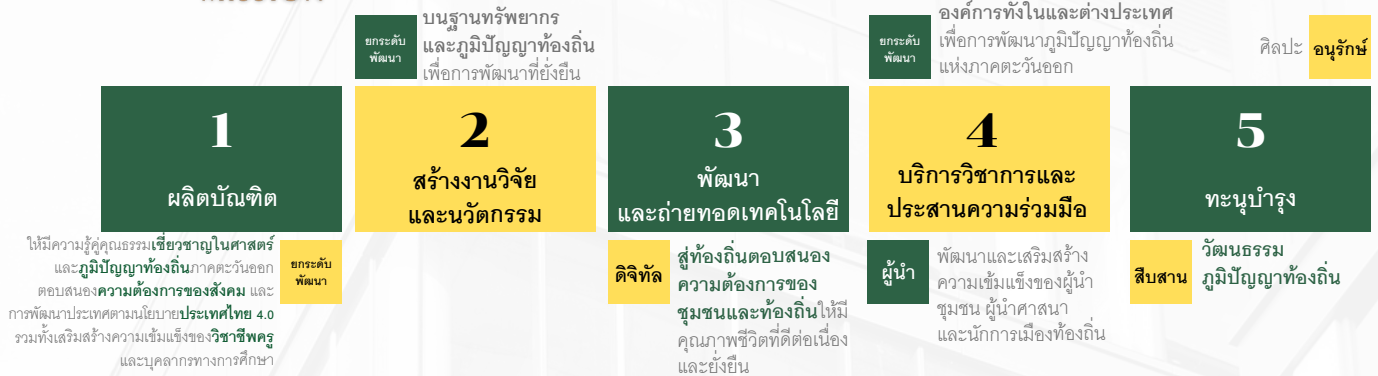 ยกระดับ
พัฒนา
บนฐานทรัพยากร
และภูมิปัญญาท้องถิ่น
เพื่อการพัฒนาที่ยั่งยืน
ยกระดับ
พัฒนา
องค์การทั้งในและต่างประเทศ
เพื่อการพัฒนาภูมิปัญญาท้องถิ่น
แห่งภาคตะวันออก
ศิลปะ
อนุรักษ์
1
ผลิตบัณฑิต
2
สร้างงานวิจัย
และนวัตกรรม
3
พัฒนา
และถ่ายทอดเทคโนโลยี
4
บริการวิชาการและ
ประสานความร่วมมือ
5
ทะนุบำรุง
ให้มีความรู้คู่คุณธรรมเชี่ยวชาญในศาสตร์
และภูมิปัญญาท้องถิ่นภาคตะวันออก
ตอบสนองความต้องการของสังคม และ
การพัฒนาประเทศตามนโยบายประเทศไทย 4.0
รวมทั้งเสริมสร้างความเข้มแข็งของวิชาชีพครู
และบุคลากรทางการศึกษา
ยกระดับ
พัฒนา
ดิจิทัล
สู่ท้องถิ่นตอบสนอง
ความต้องการของ
ชุมชนและท้องถิ่นให้มี
คุณภาพชีวิตที่ดีต่อเนื่อง
และยั่งยืน
ผู้นำ
พัฒนาและเสริมสร้าง
ความเข้มแข็งของผู้นำ
ชุมชน ผู้นำศาสนา
และนักการเมืองท้องถิ่น
สืบสาน
วัฒนธรรม
ภูมิปัญญาท้องถิ่น